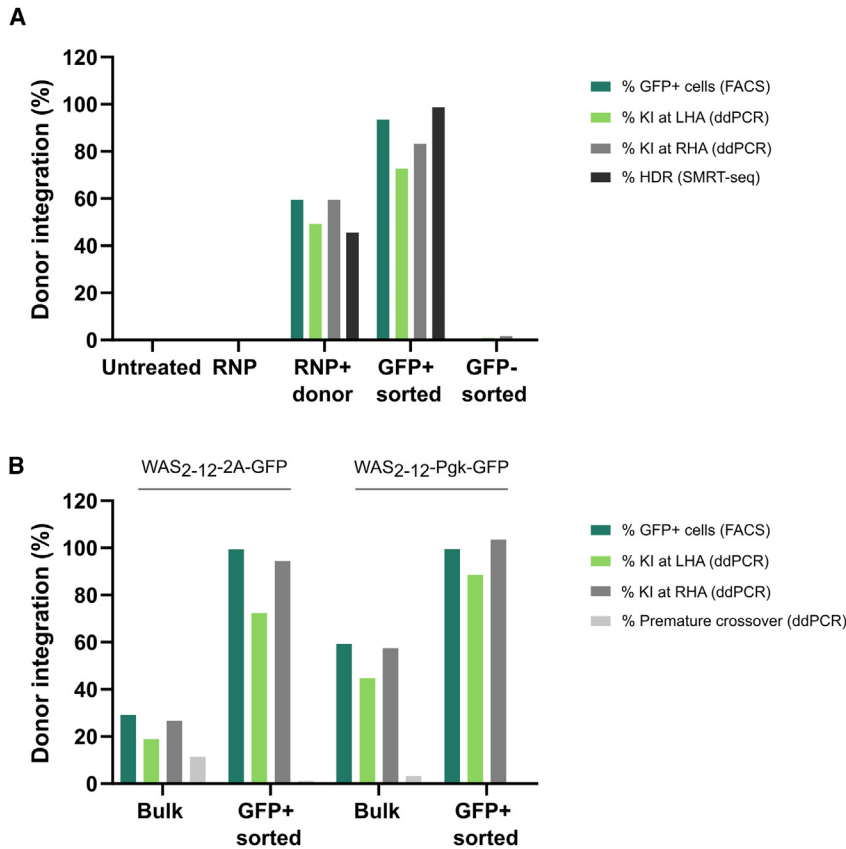 A
Donor integration (%)
120
100
80
60
40
20
0
Untreated
RNP
RNP+
donor
GFP+
sorted
GFP-
sorted
% GFP+ cells (FACS)
% KI at LHA (ddPCR)
% KI at RHA (ddPCR)
% HDR (SMRT-seq)
B
WAS2-12-2A-GFP
WAS2-12-Pgk-GFP
Donor integration (%)
120
100
80
60
40
20
0
Bulk
GFP+
sorted
Bulk
GFP+
sorted
% GFP+ cells (FACS)
% KI at LHA (ddPCR)
% KI at RHA (ddPCR)
% Premature crossover (ddPCR)